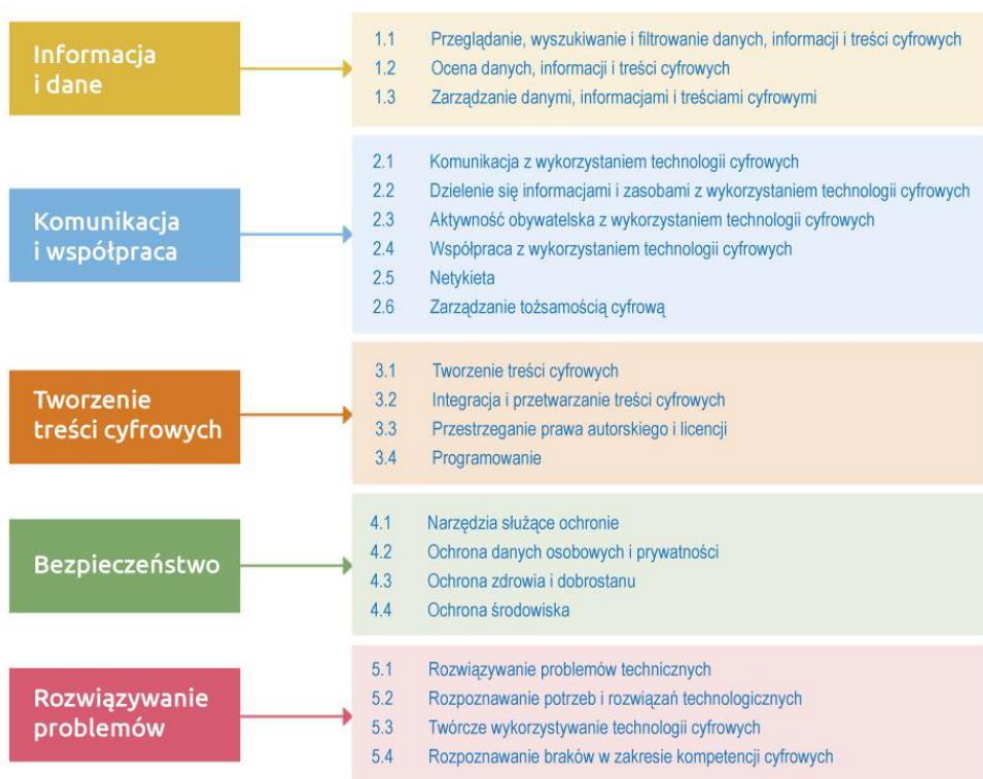 Informacja
i dane
1.1 Przeglądanie, wyszukiwanie i filtrowanie danych, informacji i treści cyfrowych
1.2 Ocena danych, informacji i treści cyfrowych
1.3 Zarządzanie danymi, informacjami i treściami cyfrowymi
Komunikacja
i współpraca
2.1 Komunikacja z wykorzystaniem technologii cyfrowych
2.2 Dzielenie się informacjami i zasobami z wykorzystaniem technologii cyfrowych
2.3 Aktywność obywatelska z wykorzystaniem technologii cyfrowych
2.4 Współpraca z wykorzystaniem technologii cyfrowych
2.5 Netykieta
2.6 Zarządzanie tożsamością cyfrową
Tworzenie
treści cyfrowych
3.1 Tworzenie treści cyfrowych
3.2 Integracja i przetwarzanie treści cyfrowych
3.3 Przestrzeganie prawa autorskiego i licencji
3.4 Programowanie
Bezpieczeństwo
4.1 Narzędzia służące ochronie
4.2 Ochrona danych osobowych i prywatności
4.3 Ochrona zdrowia i dobrostanu
4.4 Ochrona środowiska
Rozwiązywanie
problemów
5.1 Rozwiązywanie problemów technicznych
5.2 Rozpoznawanie potrzeb i rozwiązań technologicznych
5.3 Twórcze wykorzystywanie technologii cyfrowych
5.4 Rozpoznawanie braków w zakresie kompetencji cyfrowych